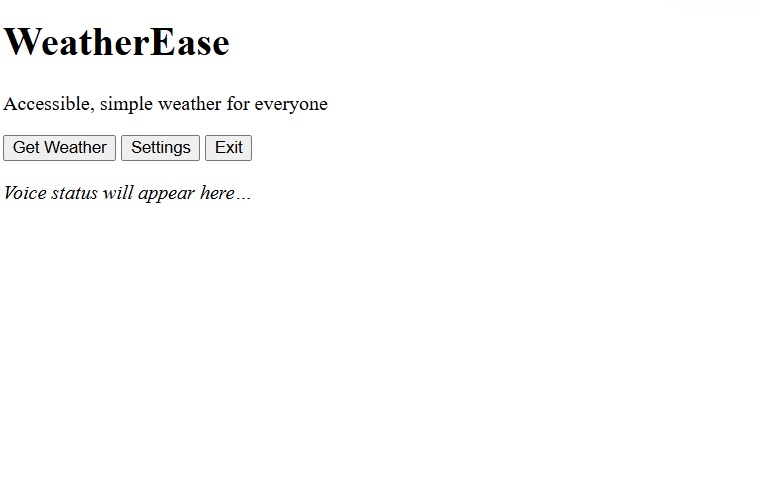 WeatherEase
Accessible, simple weather for everyone
Get Weather Settings Exit
Voice status will appear here…